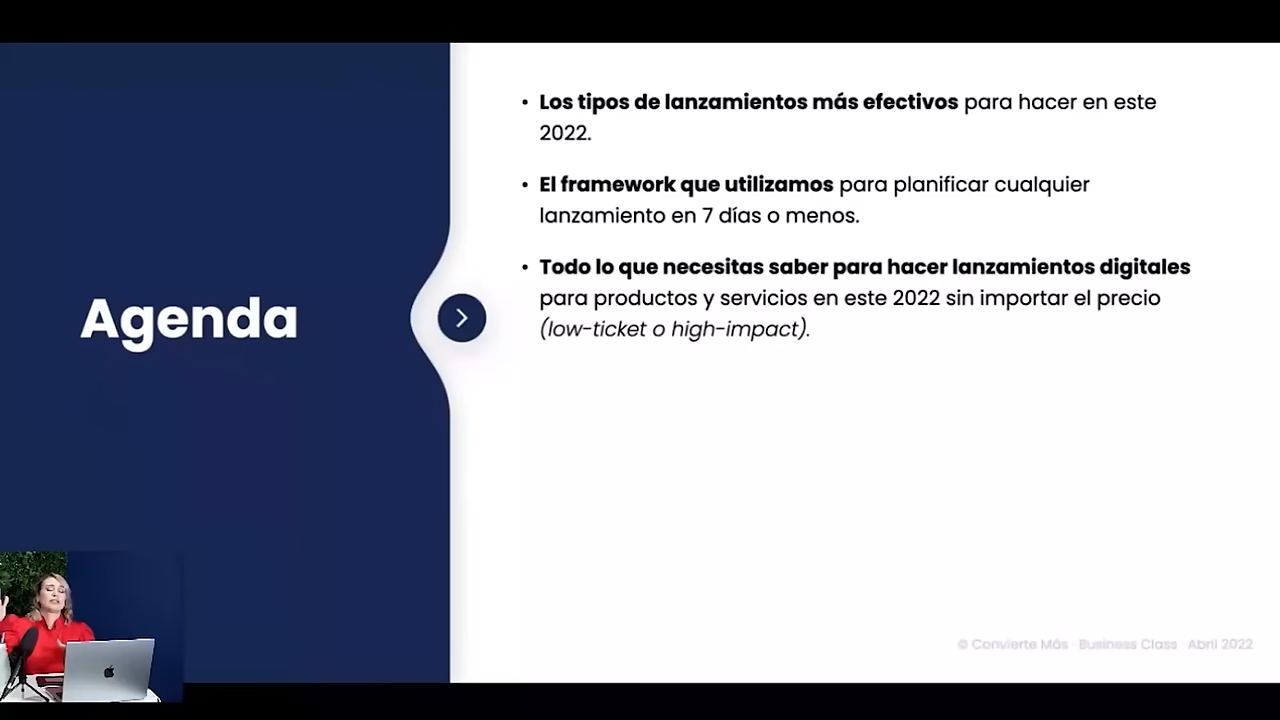 Agenda
• Los tipos de lanzamientos más efectivos para hacer en este
2022.
• El framework que utilizamos para planificar cualquier
lanzamiento en 7 días o menos.
• Todo lo que necesitas saber para hacer lanzamientos digitales
para productos y servicios en este 2022 sin importar el precio
(low-ticket o high-impact).
© Convierte Más · Business Class · Abril 2022